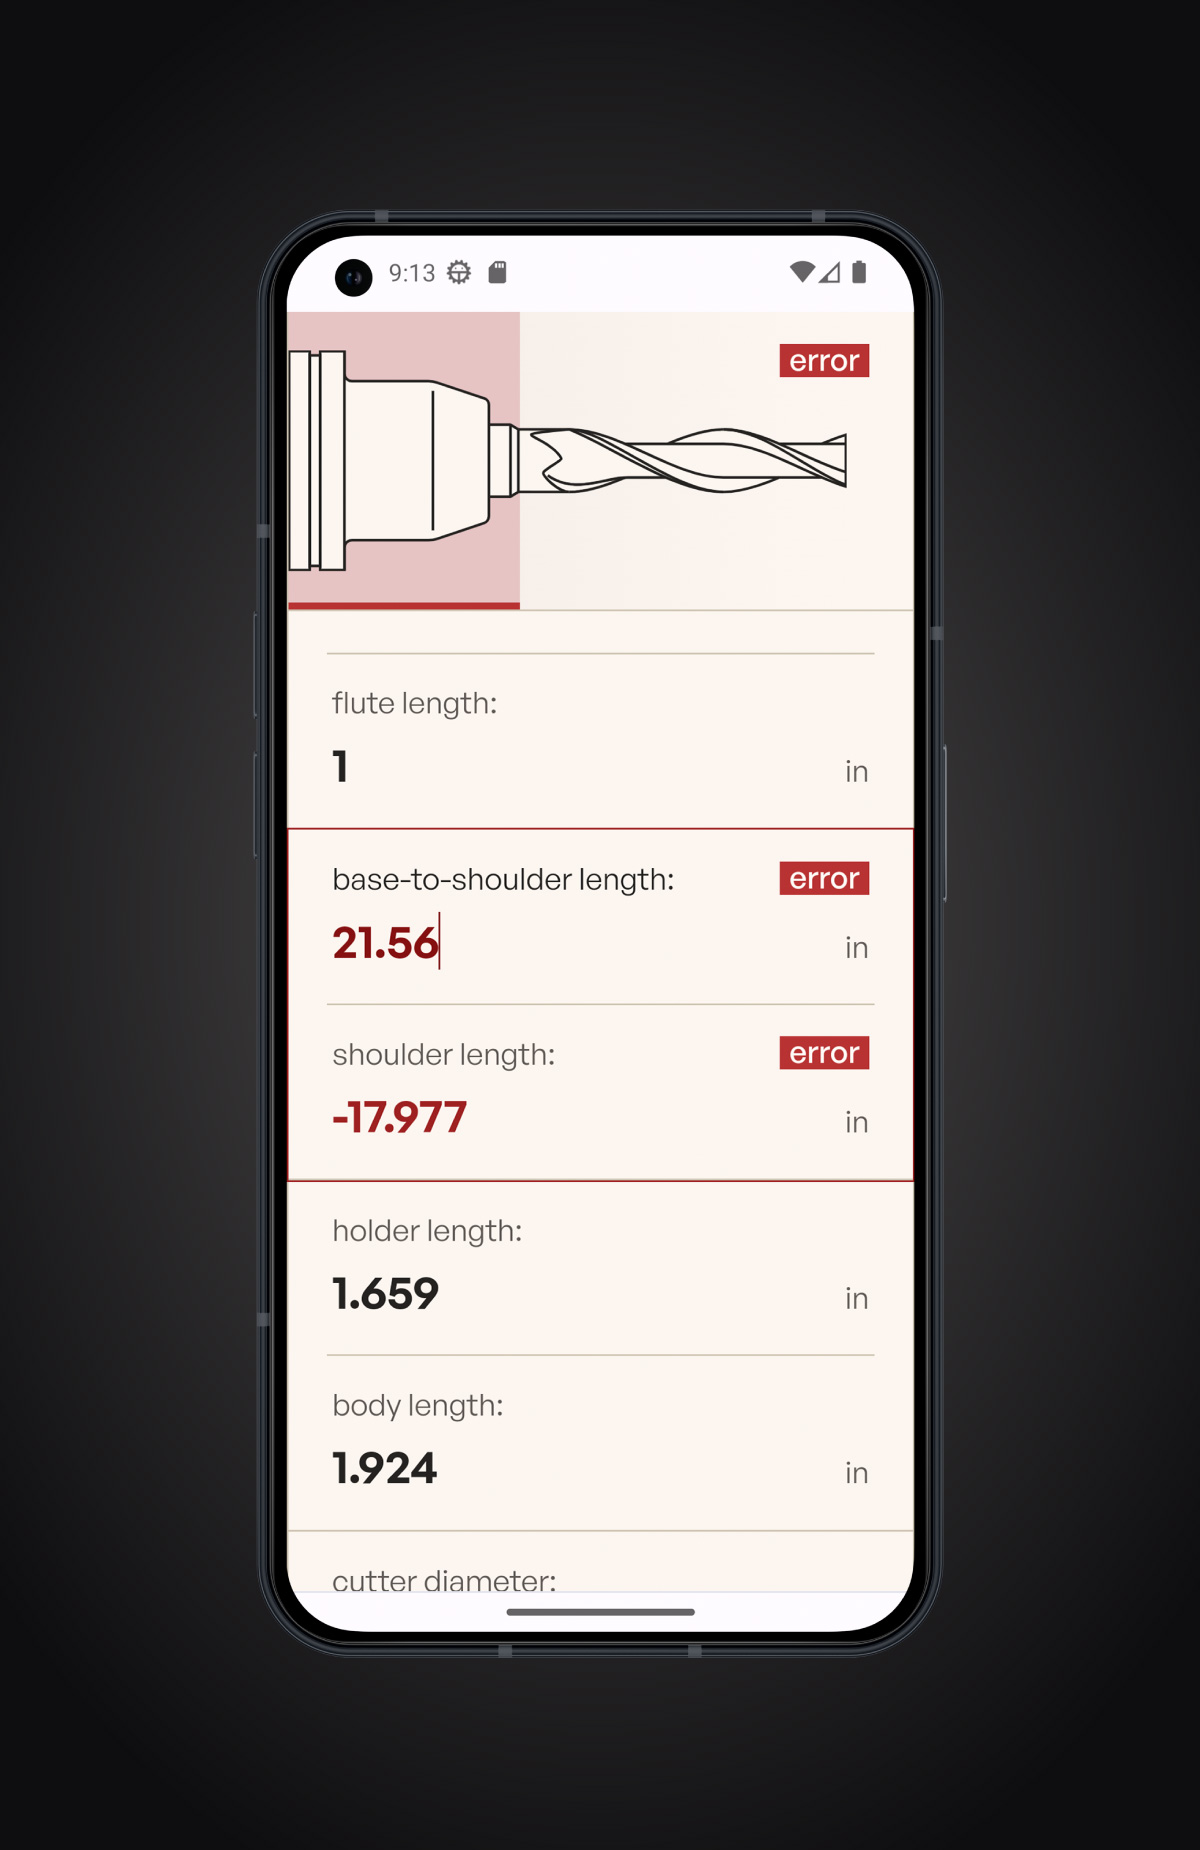 9:13
error
flute length:
1 in
base-to-shoulder length: error
21.56 in
shoulder length: error
-17.977 in
holder length:
1.659 in
body length:
1.924 in
cutter diameter: